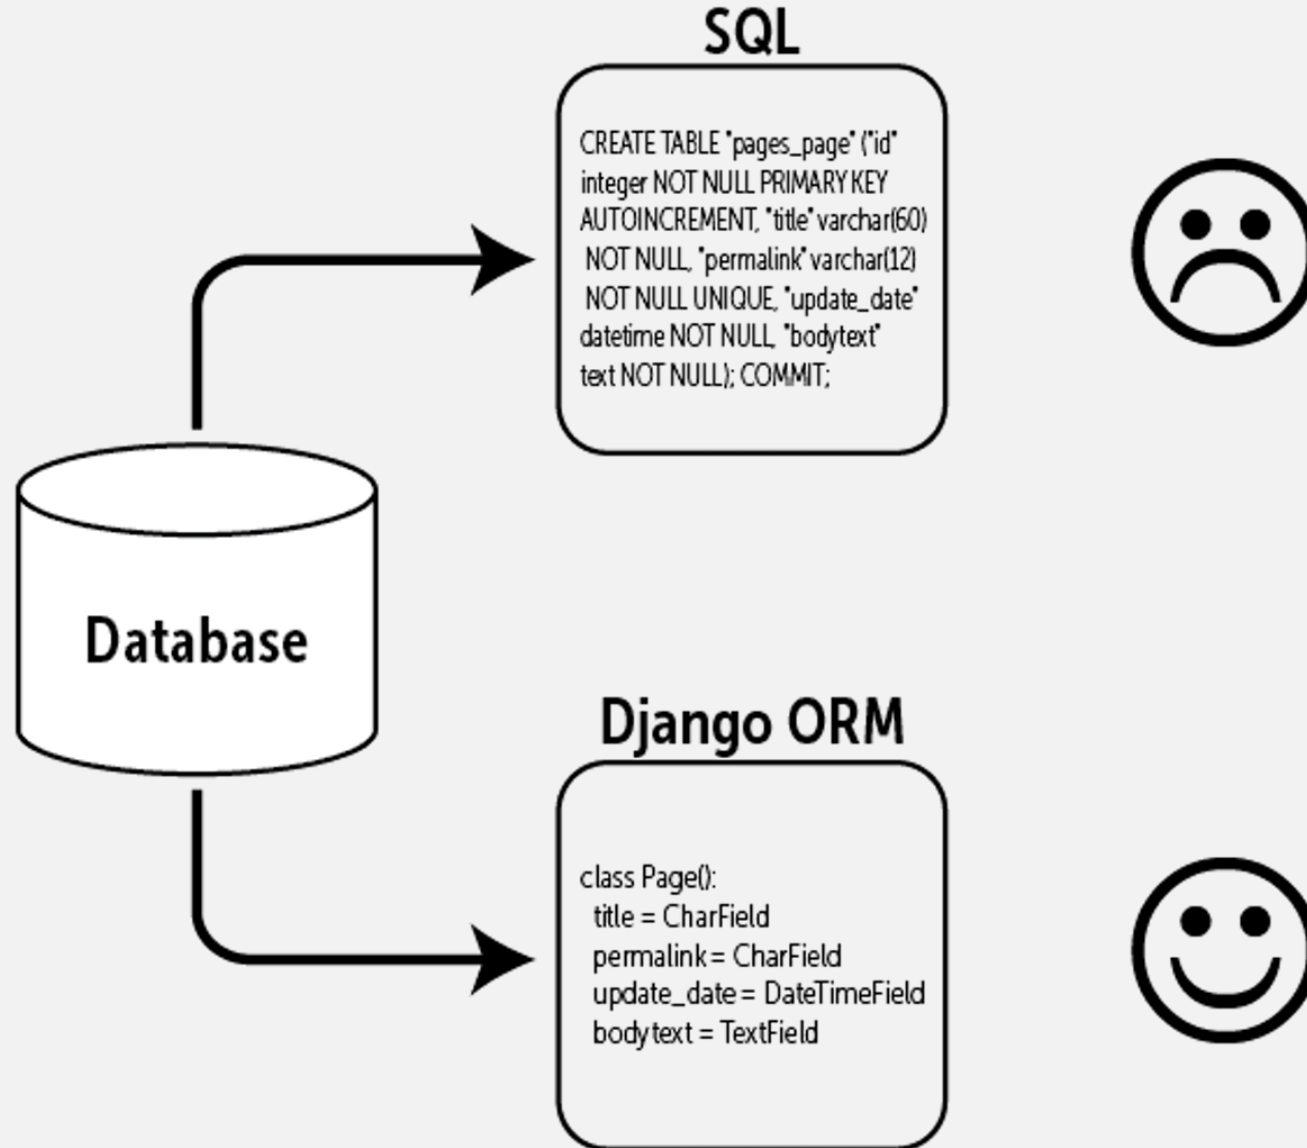 SQL
CREATE TABLE "pages_page" ("id"
integer NOT NULL PRIMARY KEY
AUTOINCREMENT, "title" varchar(60)
NOT NULL, "permalink" varchar(12)
NOT NULL UNIQUE, "update_date"
datetime NOT NULL, "bodytext"
text NOT NULL); COMMIT;
Database
Django ORM
class Page():
title = CharField
permalink = CharField
update_date = DateTimeField
bodytext = TextField